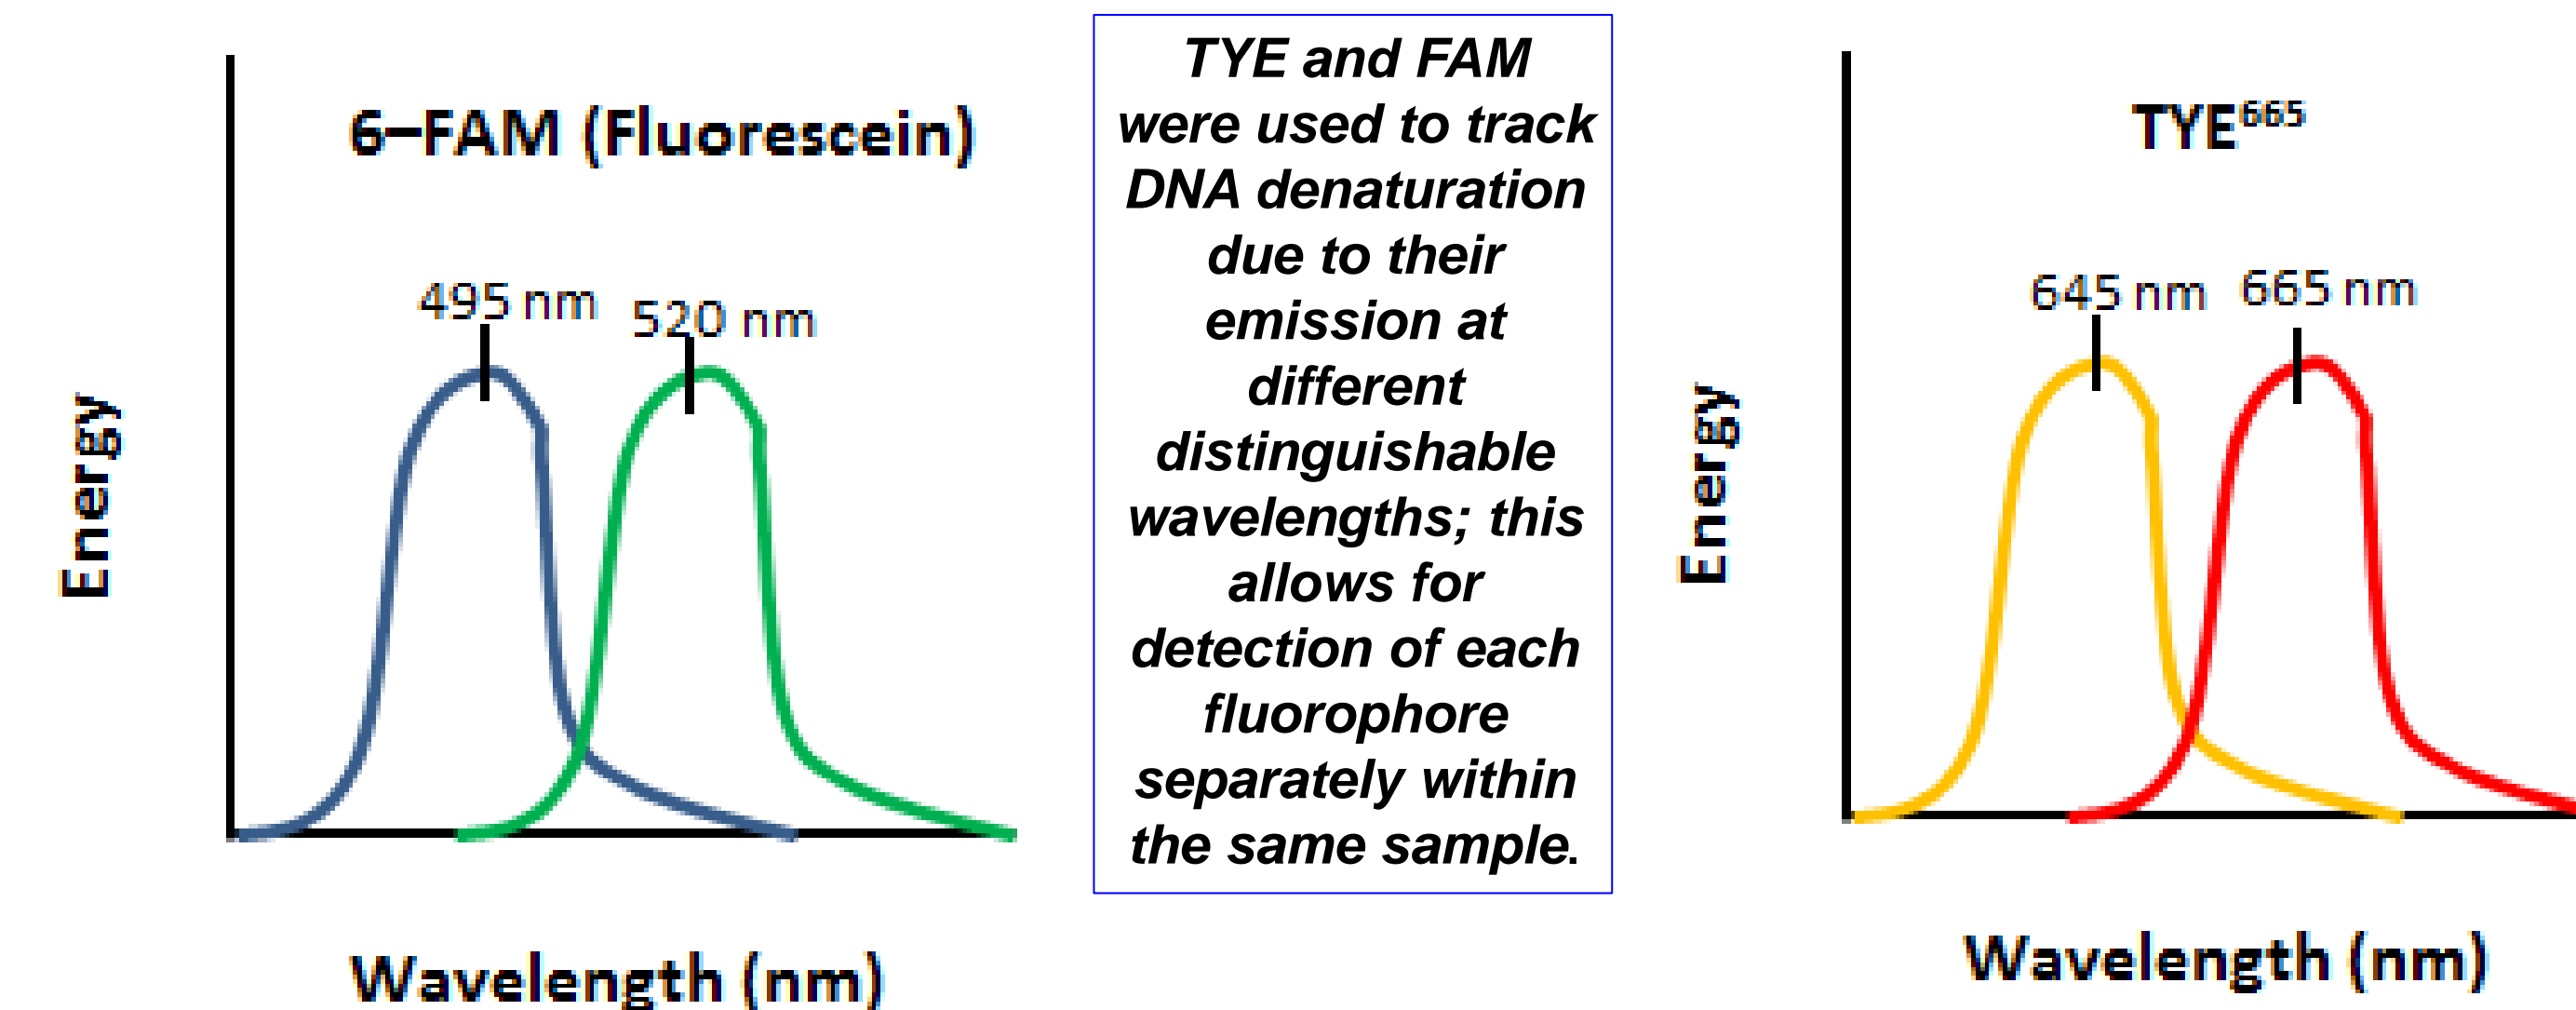 6–FAM (Fluorescein)
495 nm
520 nm
Energy
Wavelength (nm)
TYE and FAM
were used to track
DNA denaturation
due to their
emission at
different
distinguishable
wavelengths; this
allows for
detection of each
fluorophore
separately within
the same sample.
TYE⁶⁶⁵
645 nm
665 nm
Energy
Wavelength (nm)